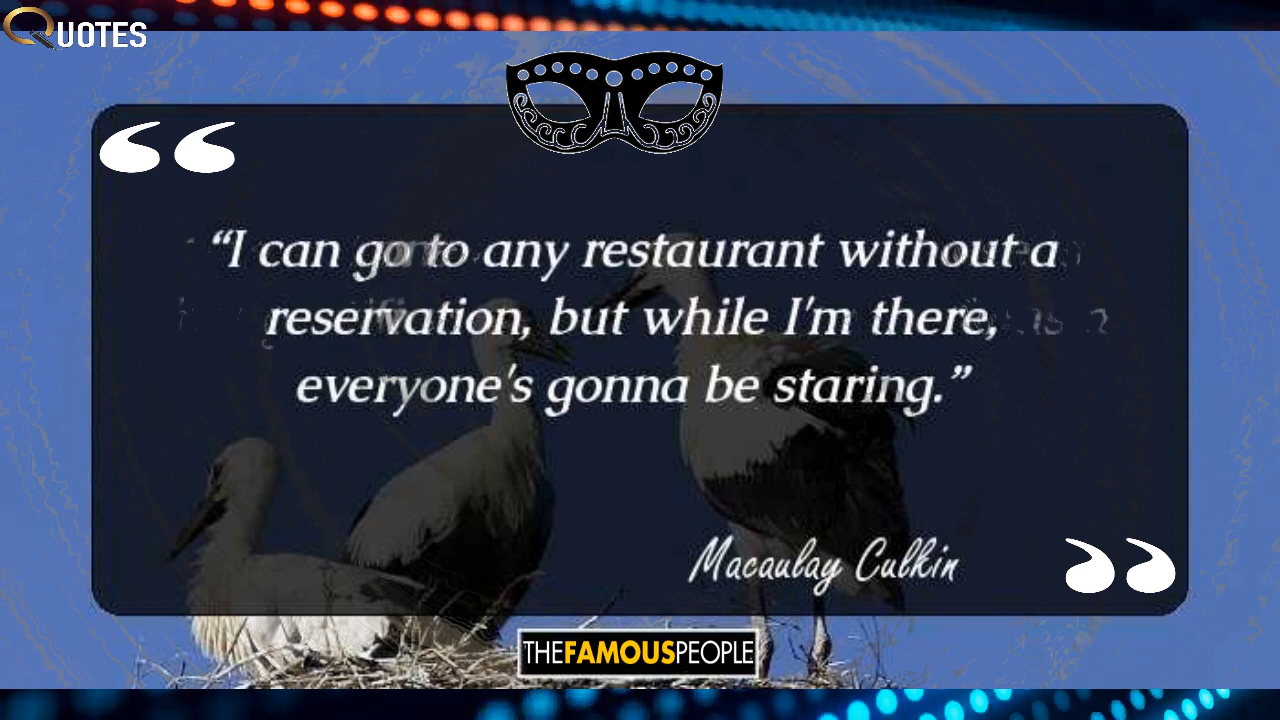 QUOTES
“I can go to any restaurant without a
reservation, but while I'm there,
everyone's gonna be staring.”
Macaulay Culkin
THEFAMOUSPEOPLE